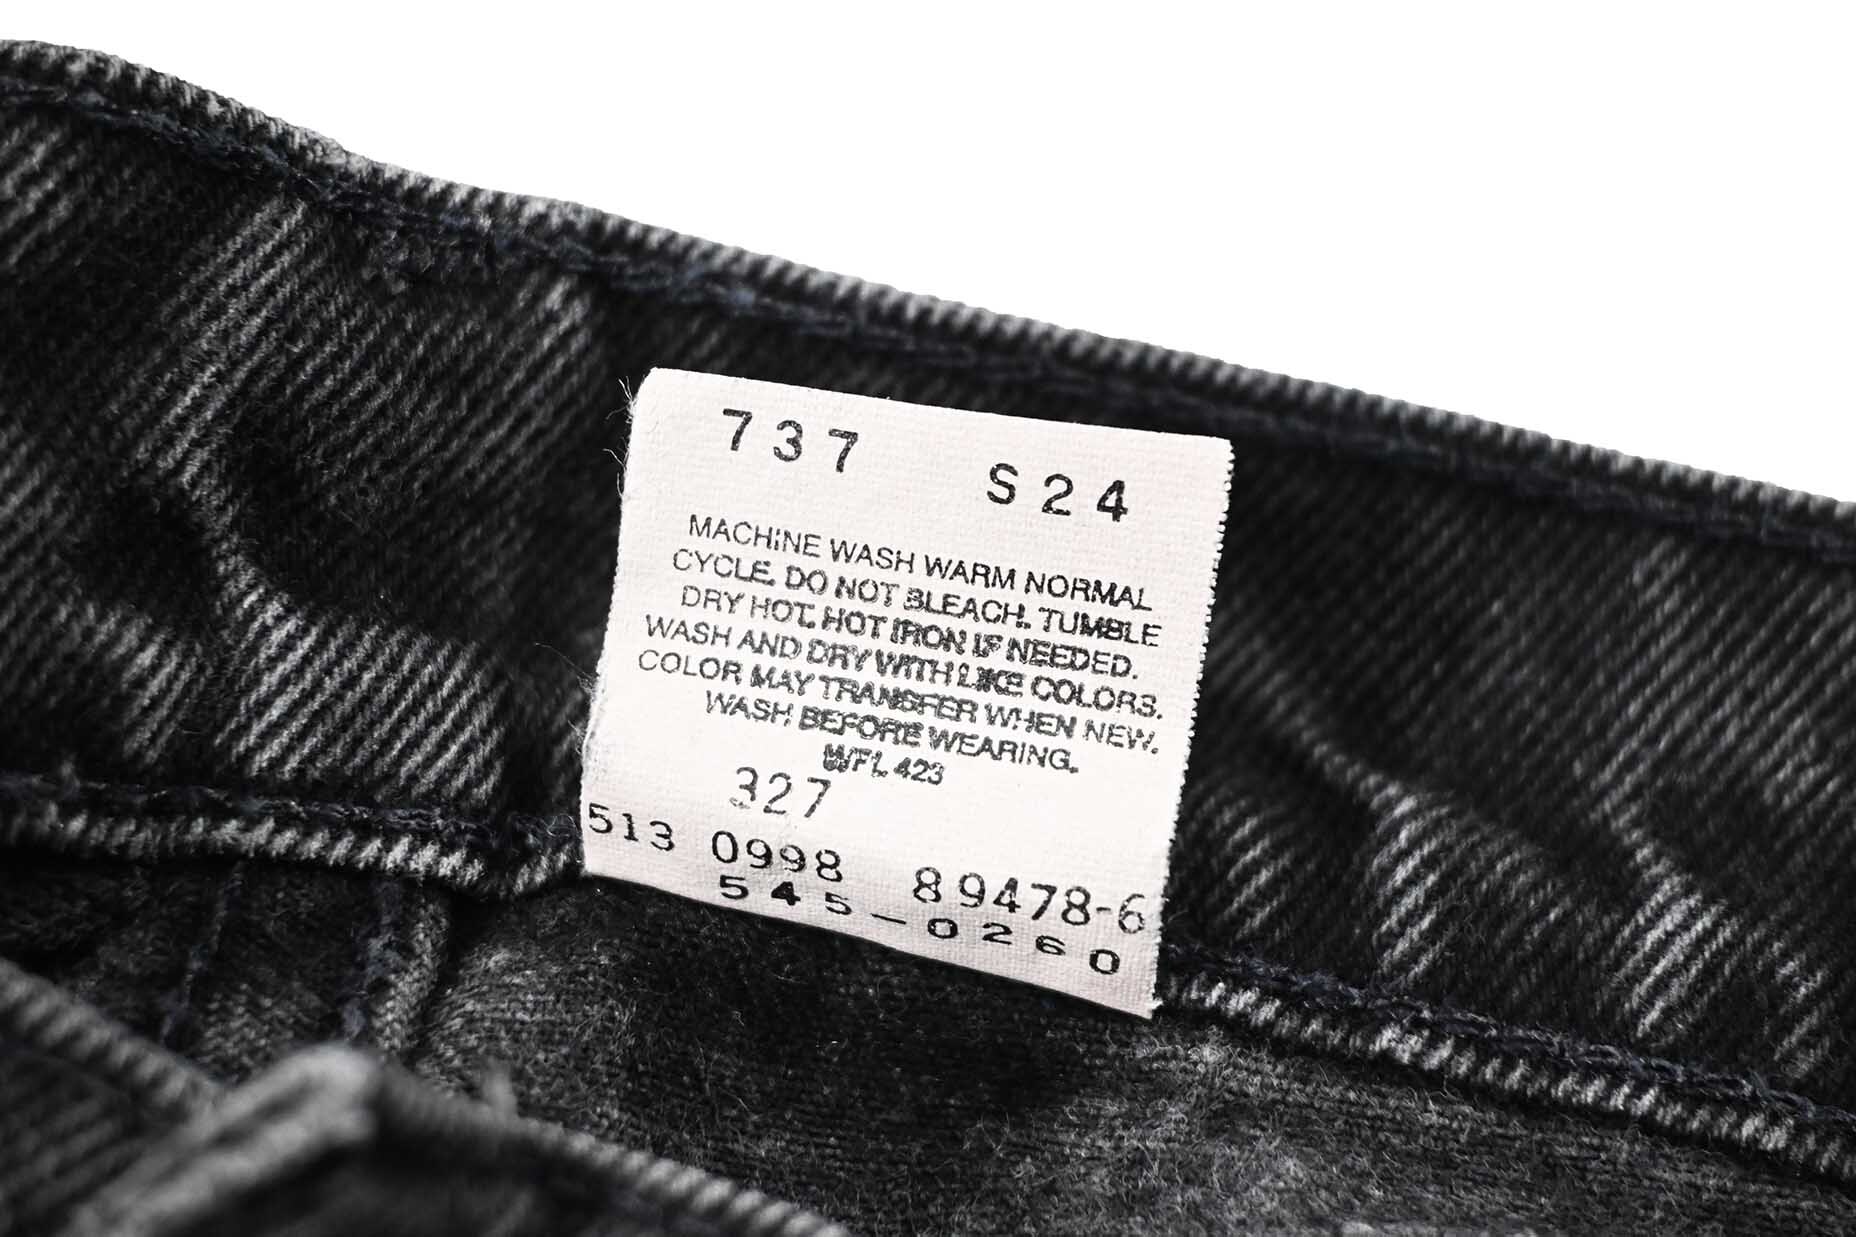 737 S24
MACHINE WASH WARM NORMAL
CYCLE. DO NOT BLEACH. TUMBLE
DRY HOT. HOT IRON IF NEEDED.
WASH AND DRY WITH LIKE COLORS.
COLOR MAY TRANSFER WHEN NEW.
WASH BEFORE WEARING.
WFL 423
327
513 0998 89478-6
545-0260